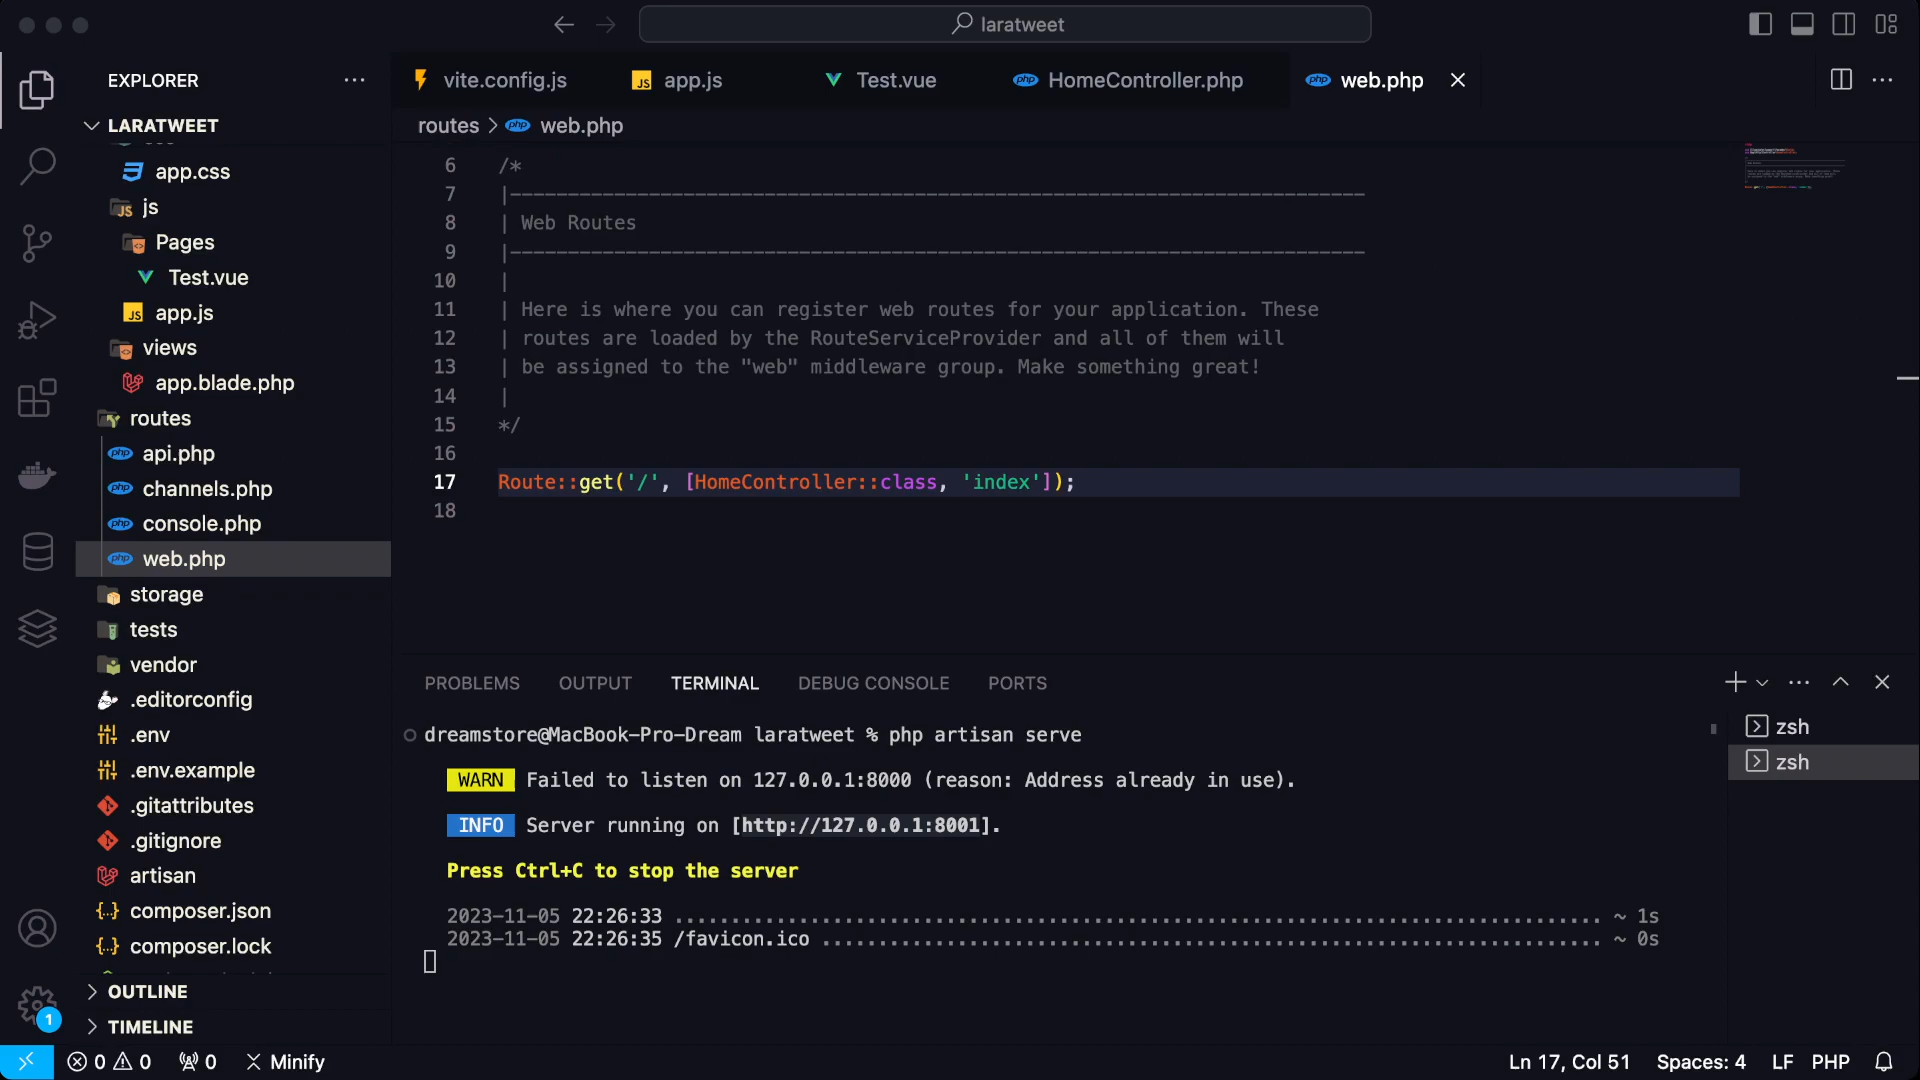 laratweet
EXPLORER
LARATWEET
app.css
js
Pages
Test.vue
app.js
views
app.blade.php
routes
api.php
channels.php
console.php
web.php
storage
tests
vendor
.editorconfig
.env
.env.example
.gitattributes
.gitignore
artisan
composer.json
composer.lock
OUTLINE
TIMELINE
vite.config.js
app.js
Test.vue
HomeController.php
web.php
routes > web.php
6 /*
7 |--------------------------------------------------------------------------
8 | Web Routes
9 |--------------------------------------------------------------------------
10 |
11 | Here is where you can register web routes for your application. These
12 | routes are loaded by the RouteServiceProvider and all of them will
13 | be assigned to the "web" middleware group. Make something great!
14 |
15 */
16
17 Route::get('/', [HomeController::class, 'index']);
18
PROBLEMS OUTPUT TERMINAL DEBUG CONSOLE PORTS
dreamstore@MacBook-Pro-Dream laratweet % php artisan serve
WARN Failed to listen on 127.0.0.1:8000 (reason: Address already in use).
INFO Server running on [http://127.0.0.1:8001].
Press Ctrl+C to stop the server
2023-11-05 22:26:33 .................................................................................. ~ 1s
2023-11-05 22:26:35 /favicon.ico ..................................................................... ~ 0s
zsh
zsh
1
0 0 0 Minify
Ln 17, Col 51 Spaces: 4 LF PHP